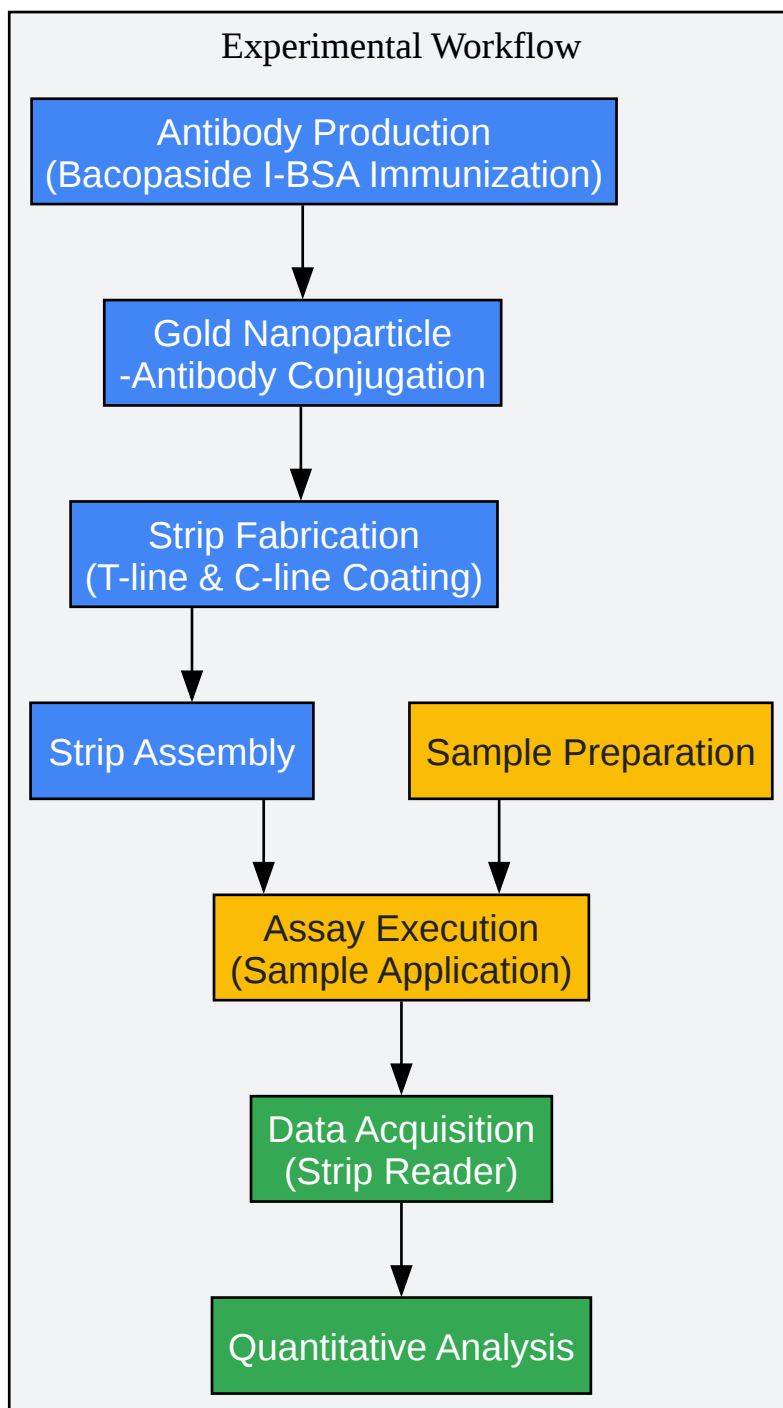 Experimental Workflow
Antibody Production
(Bacopaside I-BSA Immunization)
Gold Nanoparticle
-Antibody Conjugation
Strip Fabrication
(T-line & C-line Coating)
Strip Assembly
Sample Preparation
Assay Execution
(Sample Application)
Data Acquisition
(Strip Reader)
Quantitative Analysis